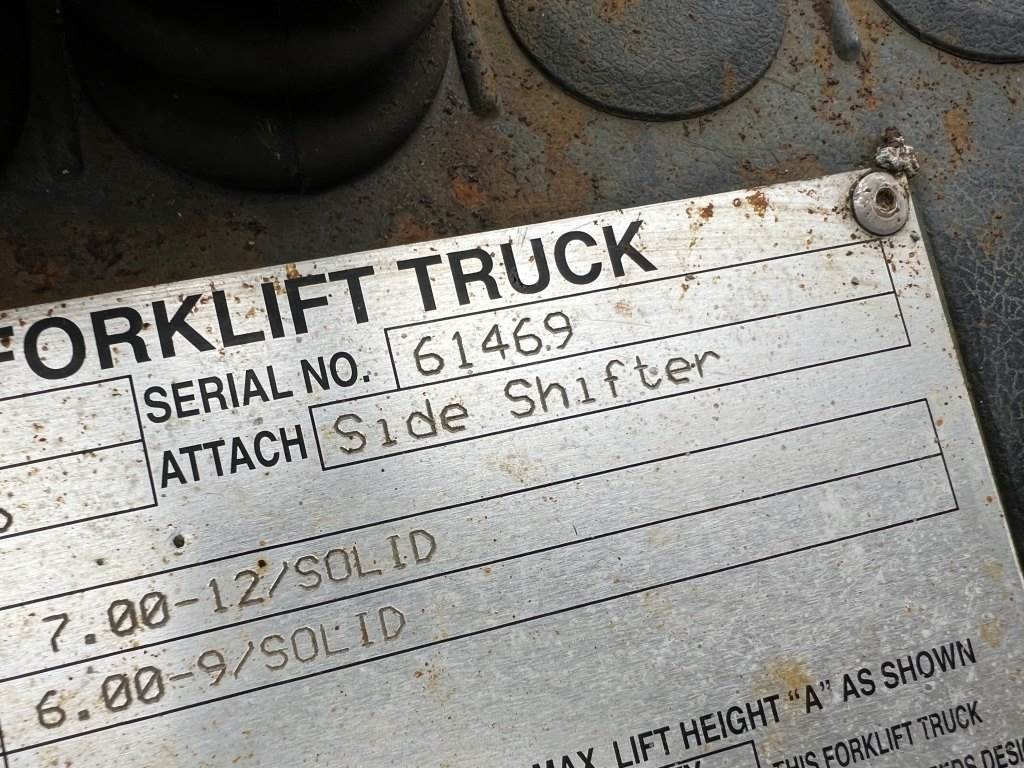 FORKLIFT TRUCK
SERIAL NO. 61469
ATTACH Side Shifter
7.00-12/SOLID
6.00-9/SOLID
MAX. LIFT HEIGHT “A” AS SHOWN
THIS FORKLIFT TRUCK